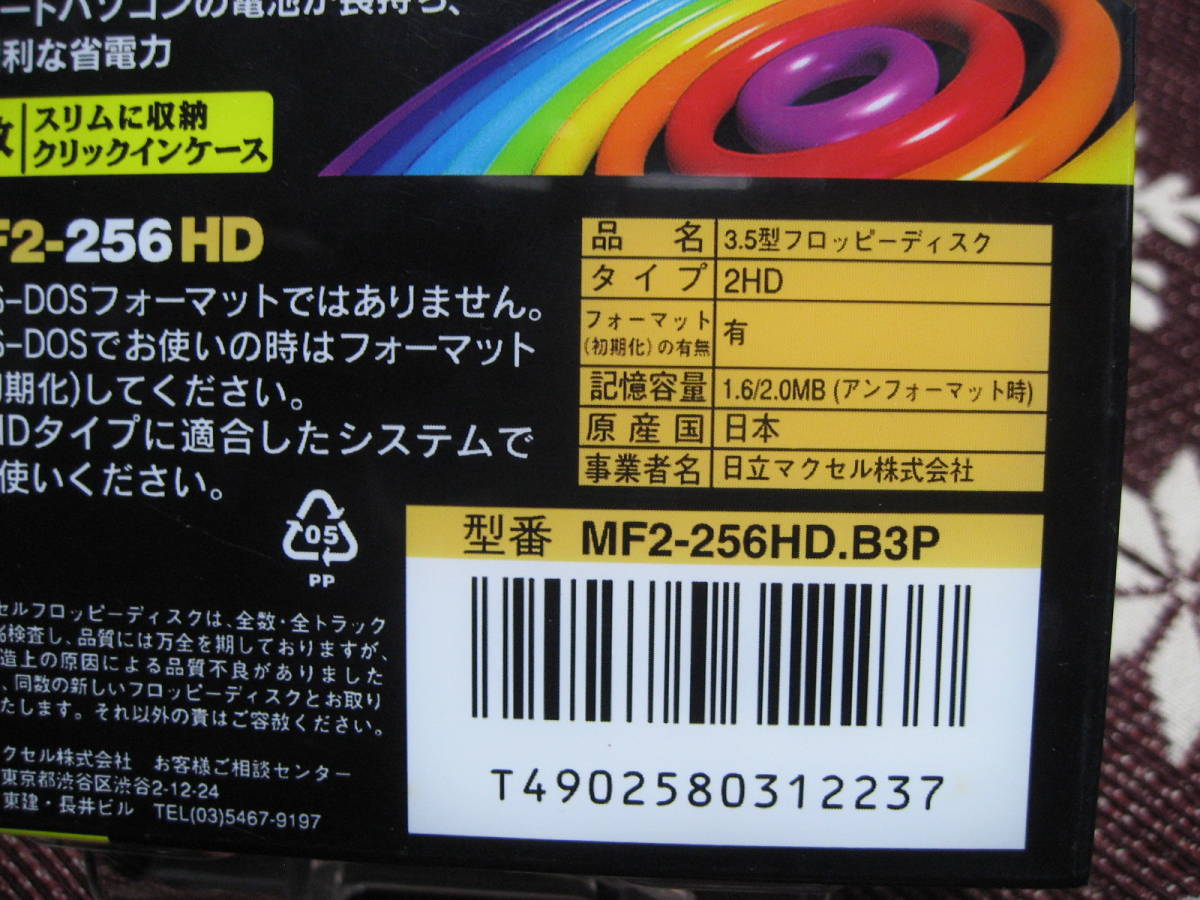 ートパソコンの電池が長持ち、
利な省電力
枚
スリムに収納
クリックインケース
F2-256HD
S-DOSフォーマットではありません。
S-DOSでお使いの時はフォーマット
期化)してください。
HDタイプに適合したシステムで
使いください。
品名 3.5型フロッピーディスク
タイプ 2HD
フォーマット(初期化)の有無 有
記憶容量 1.6/2.0MB (アンフォーマット時)
原産国 日本
事業者名 日立マクセル株式会社
05
PP
型番 MF2-256HD.B3P
T4902580312237
セルフロッピーディスクは、全数・全トラック
%検査し、品質には万全を期しておりますが、
造上の原因による品質不良がありました
、同数の新しいフロッピーディスクとお取り
たします。それ以外の責はご容赦ください。
クセル株式会社 お客様ご相談センター
東京都渋谷区渋谷2-12-24
東建・長井ビル TEL(03)5467-9197